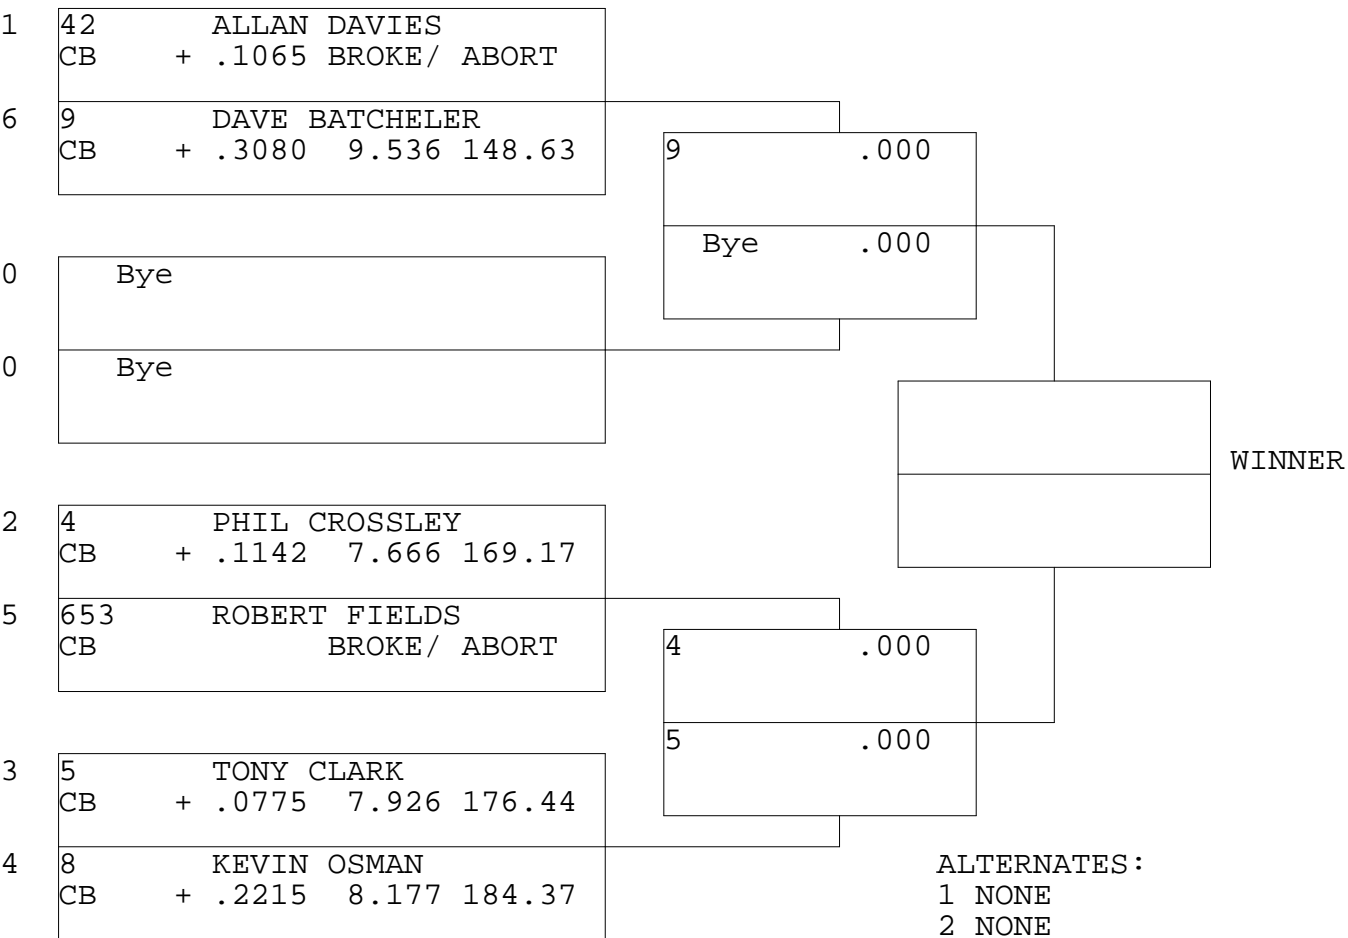 1 42 ALLAN DAVIES
CB + .1065 BROKE/ ABORT
6 9 DAVE BATCHELER
CB + .3080 9.536 148.63
9 .000
Bye .000
0 Bye
0 Bye
WINNER
2 4 PHIL CROSSLEY
CB + .1142 7.666 169.17
5 653 ROBERT FIELDS
CB BROKE/ ABORT
4 .000
5 .000
3 5 TONY CLARK
CB + .0775 7.926 176.44
4 8 KEVIN OSMAN
CB + .2215 8.177 184.37
ALTERNATES:
1 NONE
2 NONE